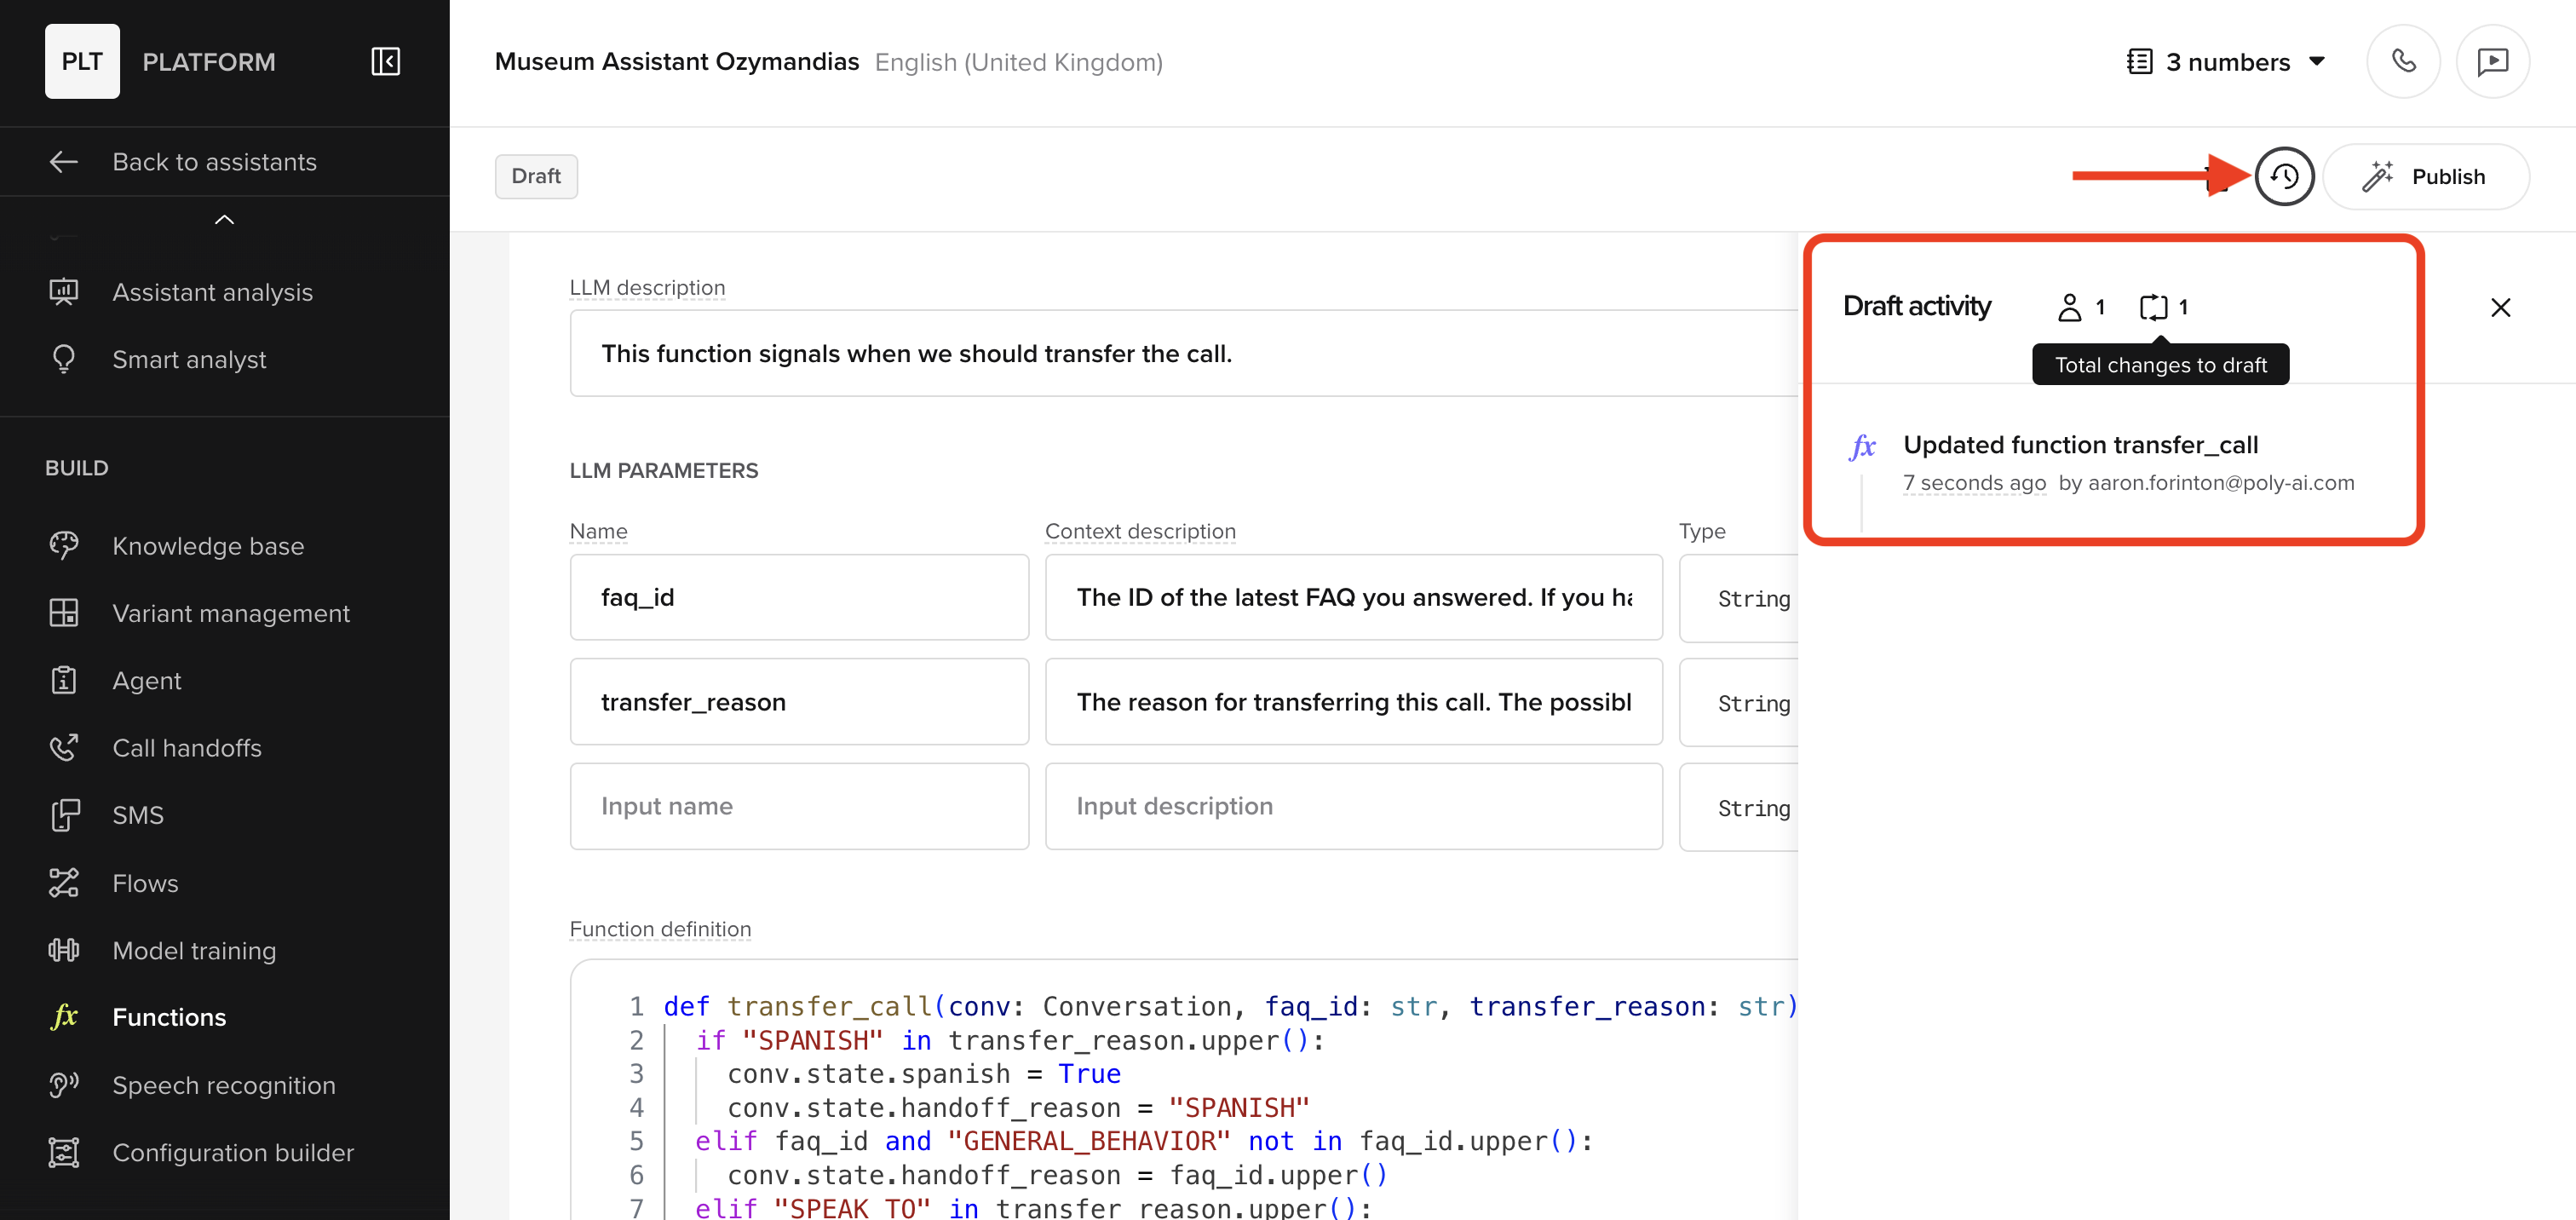 PLT PLATFORM
Museum Assistant Ozymandias English (United Kingdom)
3 numbers
Back to assistants
Draft
Publish
Assistant analysis
Smart analyst
BUILD
Knowledge base
Variant management
Agent
Call handoffs
SMS
Flows
Model training
fx Functions
Speech recognition
Configuration builder
LLM description
This function signals when we should transfer the call.
LLM PARAMETERS
Name Context description Type
faq_id The ID of the latest FAQ you answered. If you ha String
transfer_reason The reason for transferring this call. The possibl String
Input name Input description String
Function definition
1 def transfer_call(conv: Conversation, faq_id: str, transfer_reason: str)
2 if "SPANISH" in transfer_reason.upper():
3 conv.state.spanish = True
4 conv.state.handoff_reason = "SPANISH"
5 elif faq_id and "GENERAL_BEHAVIOR" not in faq_id.upper():
6 conv.state.handoff_reason = faq_id.upper()
7 elif "SPEAK TO" in transfer_reason.upper():
Draft activity 1 1
Total changes to draft
fx Updated function transfer_call
7 seconds ago by aaron.forinton@poly-ai.com